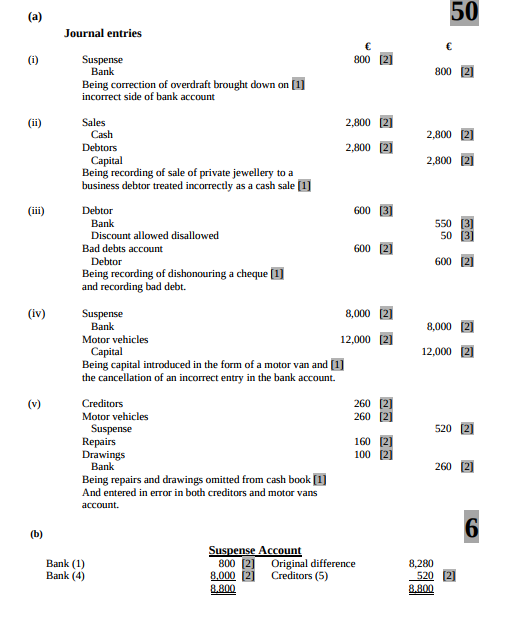 50
(a)
Journal entries
€ €
(i) Suspense 800 [2]
Bank 800 [2]
Being correction of overdraft brought down on [1]
incorrect side of bank account
(ii) Sales 2,800 [2]
Cash 2,800 [2]
Debtors 2,800 [2]
Capital 2,800 [2]
Being recording of sale of private jewellery to a
business debtor treated incorrectly as a cash sale [1]
(iii) Debtor 600 [3]
Bank 550 [3]
Discount allowed disallowed 50 [3]
Bad debts account 600 [2]
Debtor 600 [2]
Being recording of dishonouring a cheque [1]
and recording bad debt.
(iv) Suspense 8,000 [2]
Bank 8,000 [2]
Motor vehicles 12,000 [2]
Capital 12,000 [2]
Being capital introduced in the form of a motor van and [1]
the cancellation of an incorrect entry in the bank account.
(v) Creditors 260 [2]
Motor vehicles 260 [2]
Suspense 520 [2]
Repairs 160 [2]
Drawings 100 [2]
Bank 260 [2]
Being repairs and drawings omitted from cash book [1]
And entered in error in both creditors and motor vans
account.
6
(b)
Suspense Account
Bank (1) 800 [2] Original difference 8,280
Bank (4) 8,000 [2] Creditors (5) 520 [2]
8,800 8,800